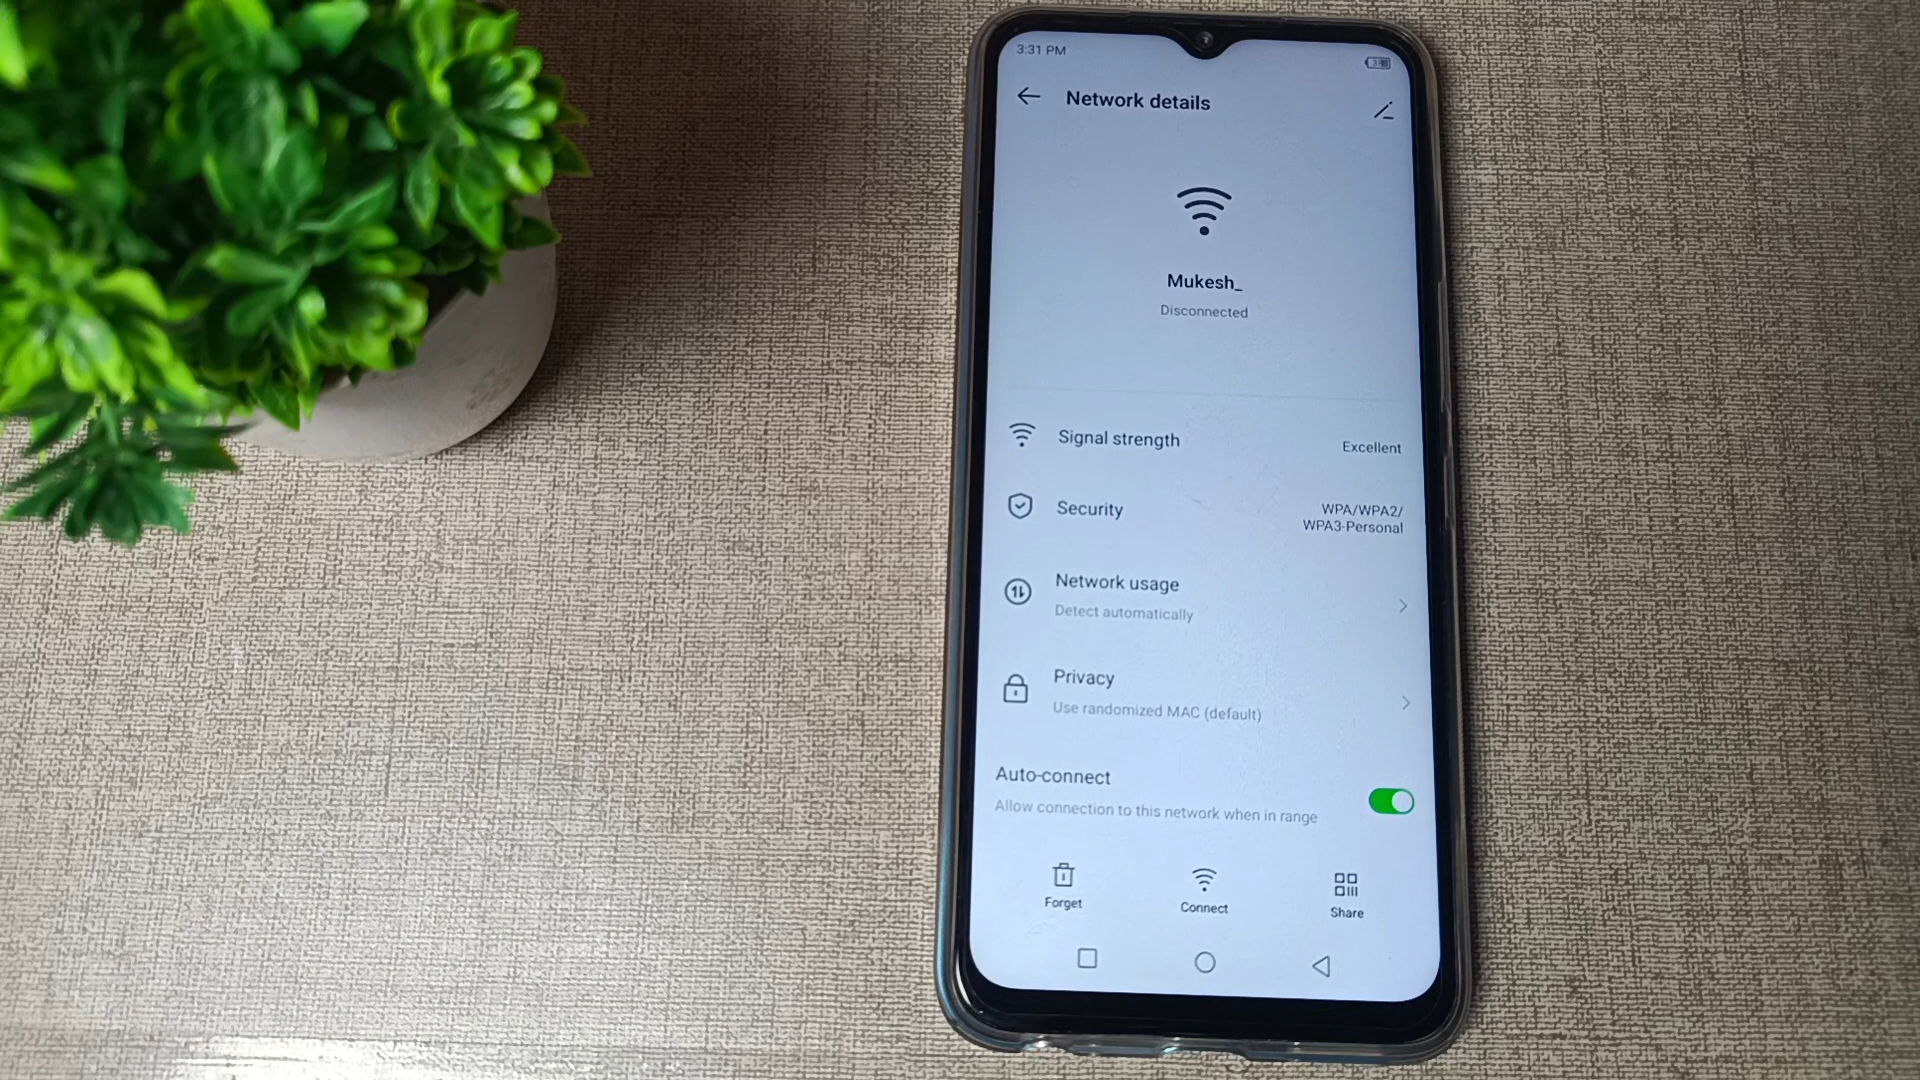 3:31 PM
Network details
Mukesh_
Disconnected
Signal strength
Excellent
Security
WPA/WPA2/
WPA3-Personal
Network usage
Detect automatically
Privacy
Use randomized MAC (default)
Auto-connect
Allow connection to this network when in range
Forget
Connect
Share